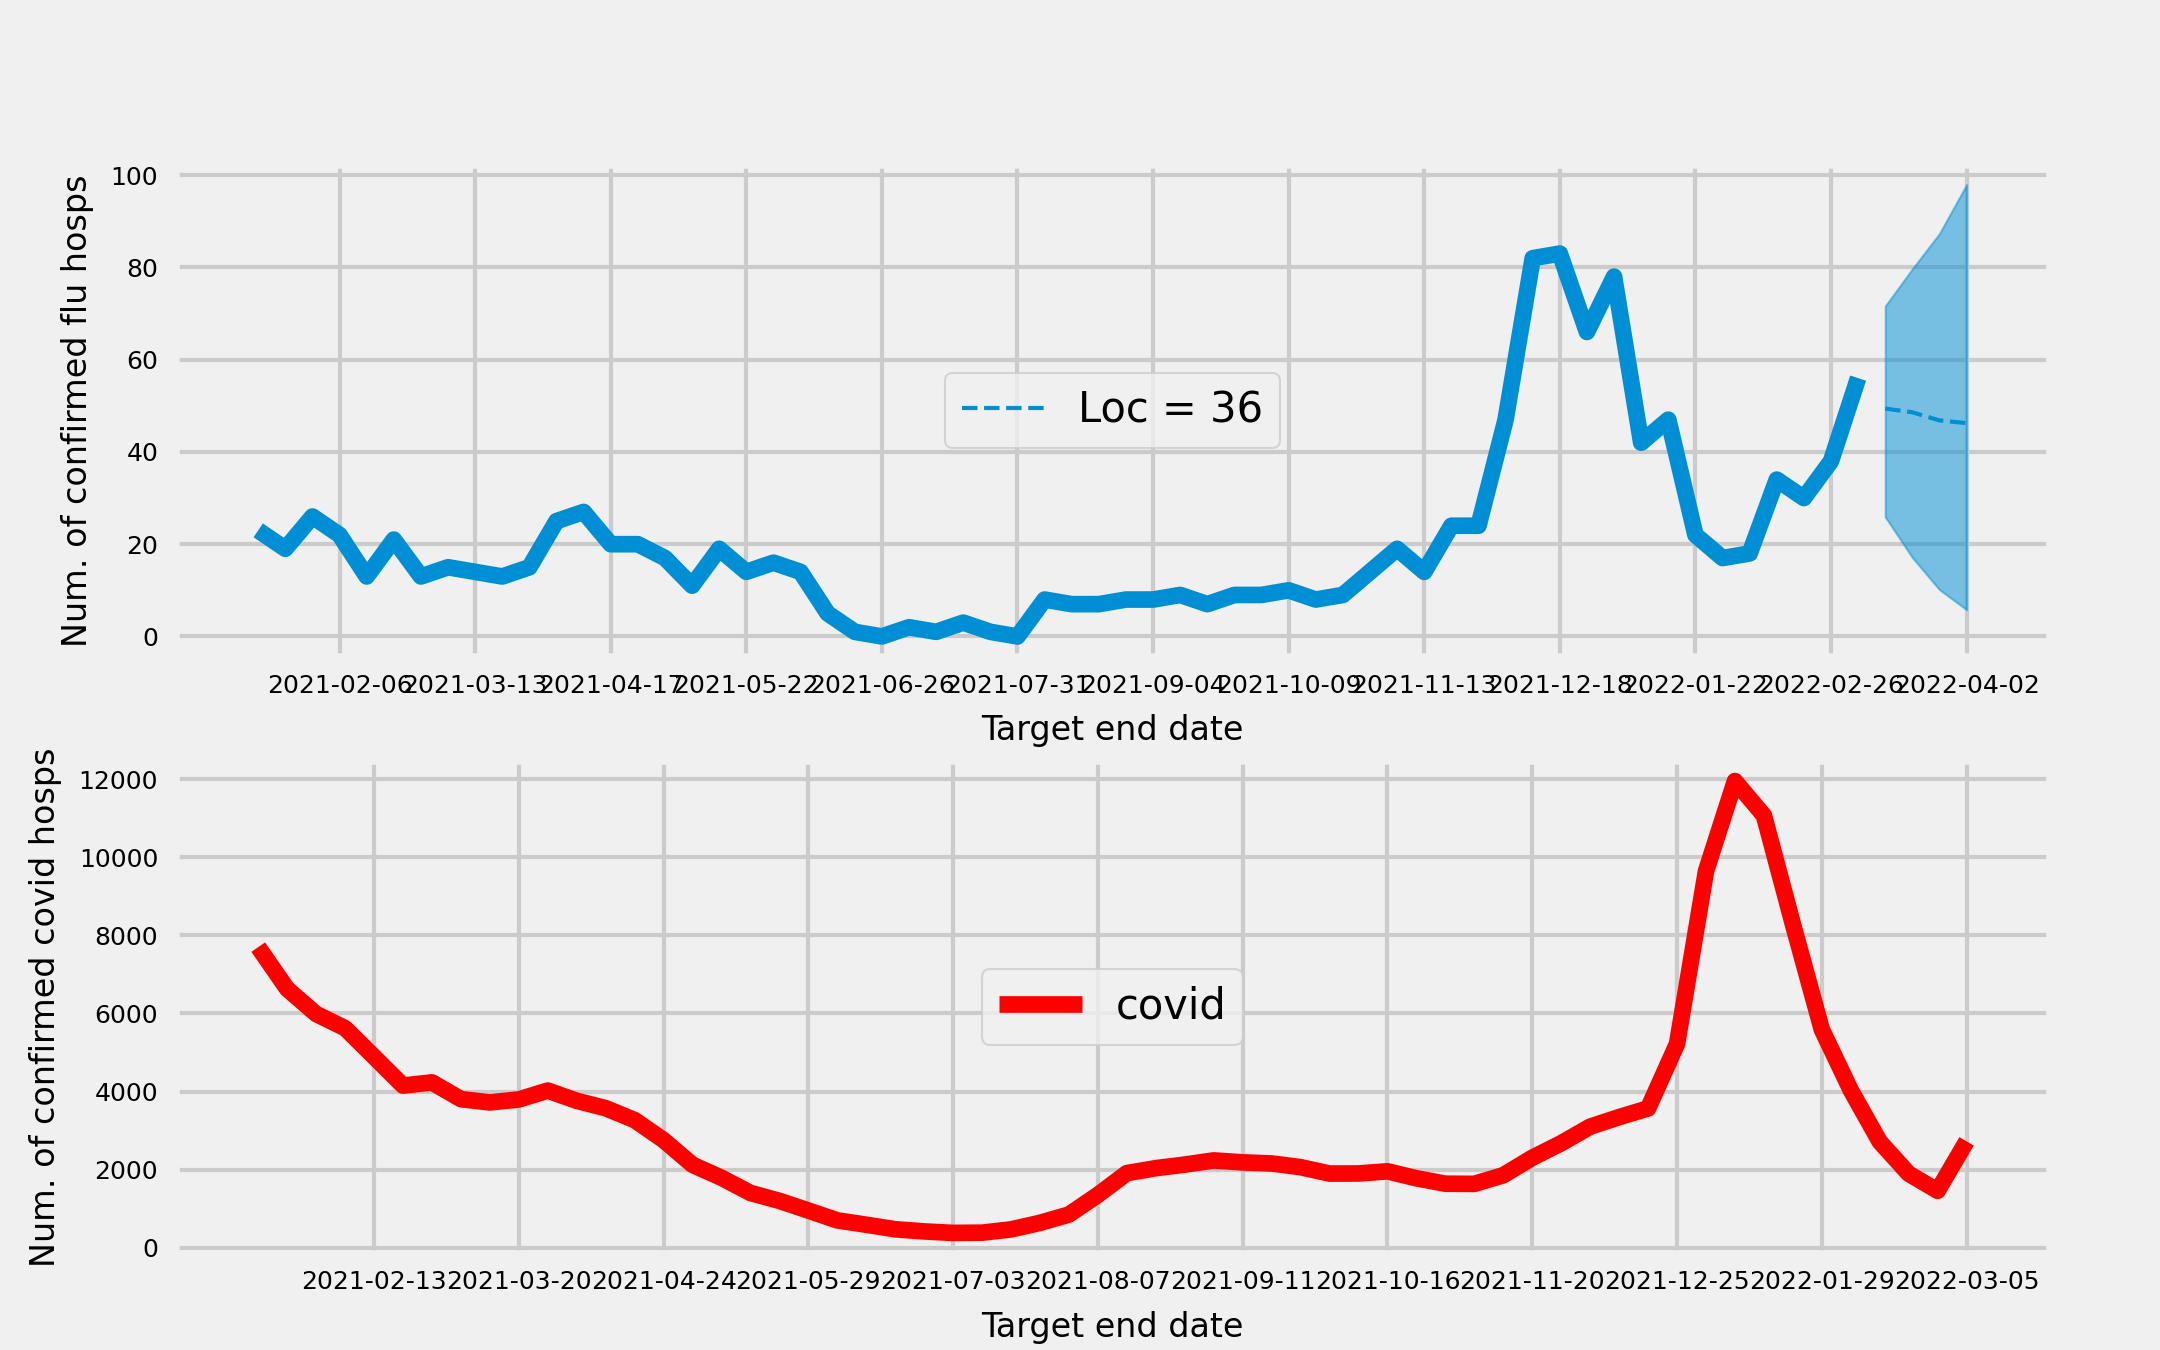 Num. of confirmed flu hosps
100
80
60
40
20
0
Loc = 36
2021-02-06 2021-03-13 2021-04-17 2021-05-22 2021-06-26 2021-07-31 2021-09-04 2021-10-09 2021-11-13 2021-12-18 2022-01-22 2022-02-26 2022-04-02
Target end date
Num. of confirmed covid hosps
12000
10000
8000
6000
4000
2000
0
covid
2021-02-13 2021-03-20 2021-04-24 2021-05-29 2021-07-03 2021-08-07 2021-09-11 2021-10-16 2021-11-20 2021-12-25 2022-01-29 2022-03-05
Target end date